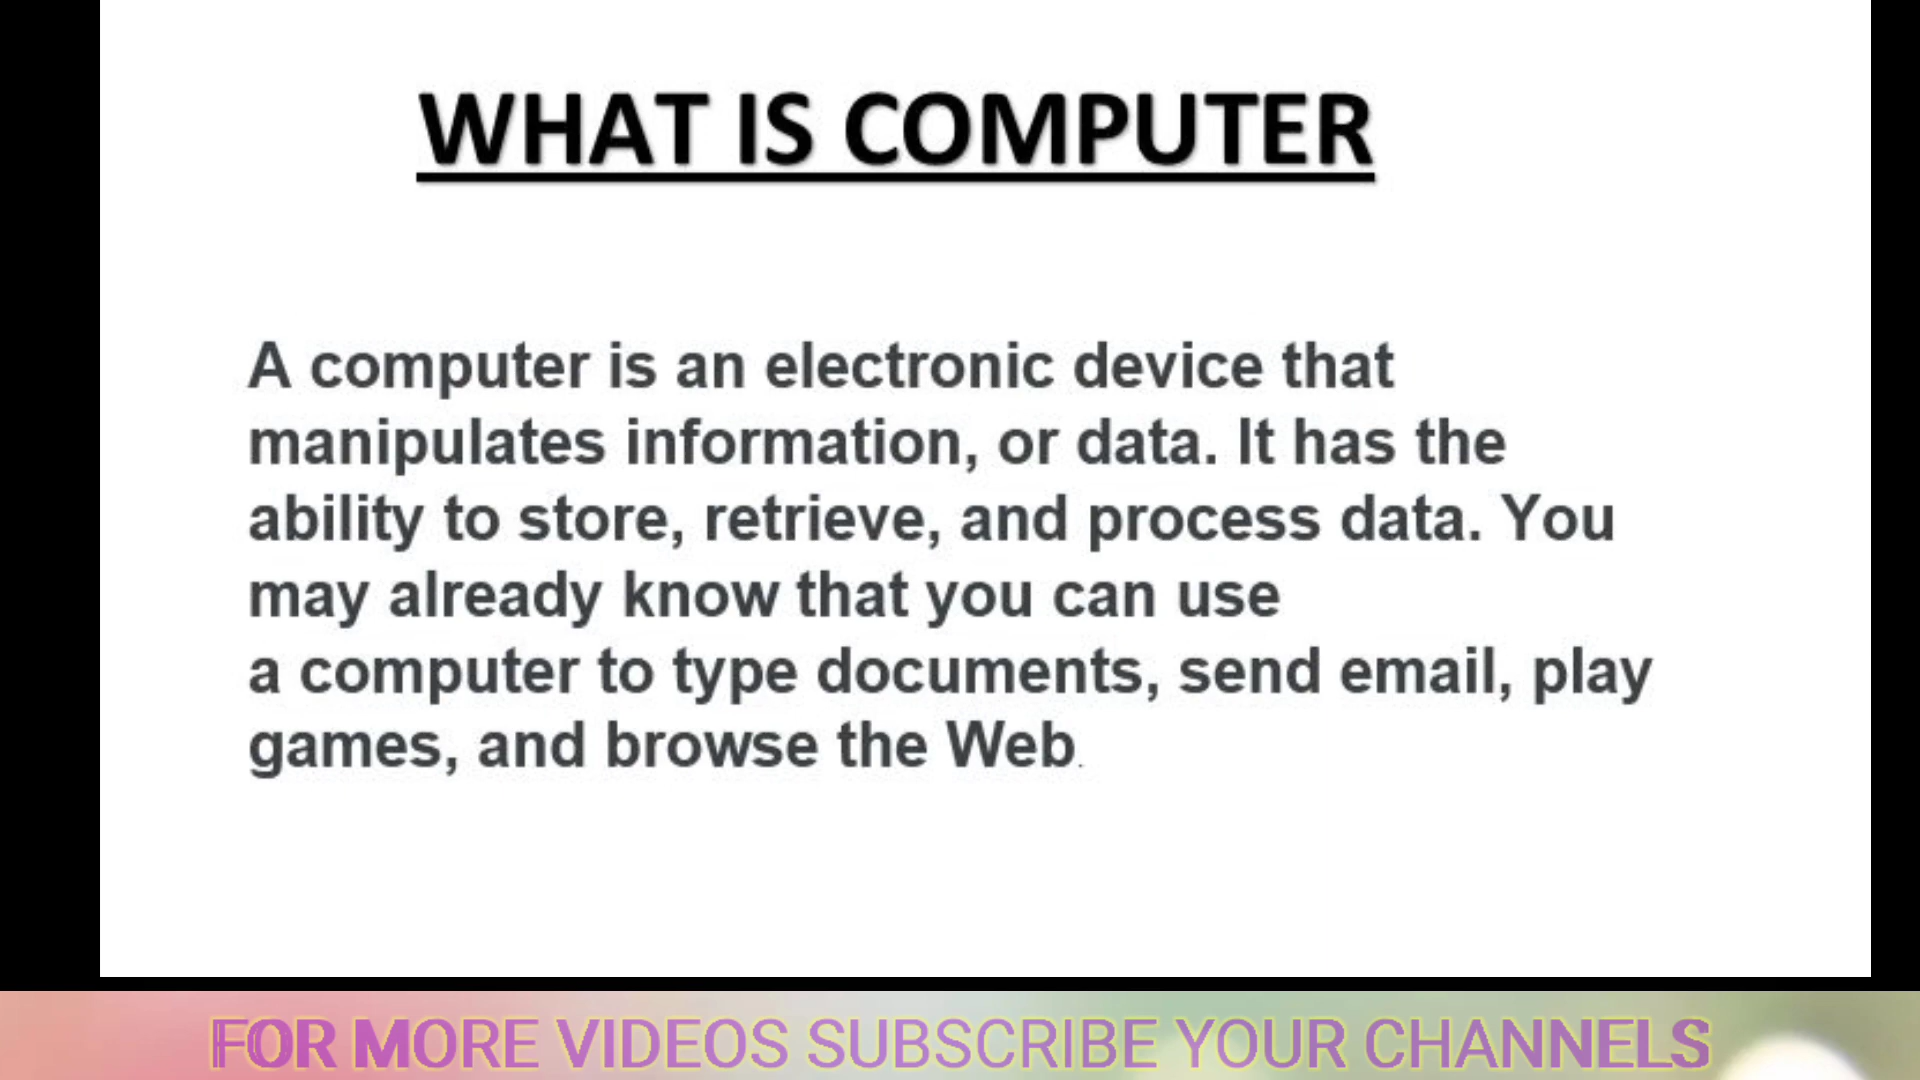 WHAT IS COMPUTER
A computer is an electronic device that
manipulates information, or data. It has the
ability to store, retrieve, and process data. You
may already know that you can use
a computer to type documents, send email, play
games, and browse the Web.
FOR MORE VIDEOS SUBSCRIBE YOUR CHANNELS